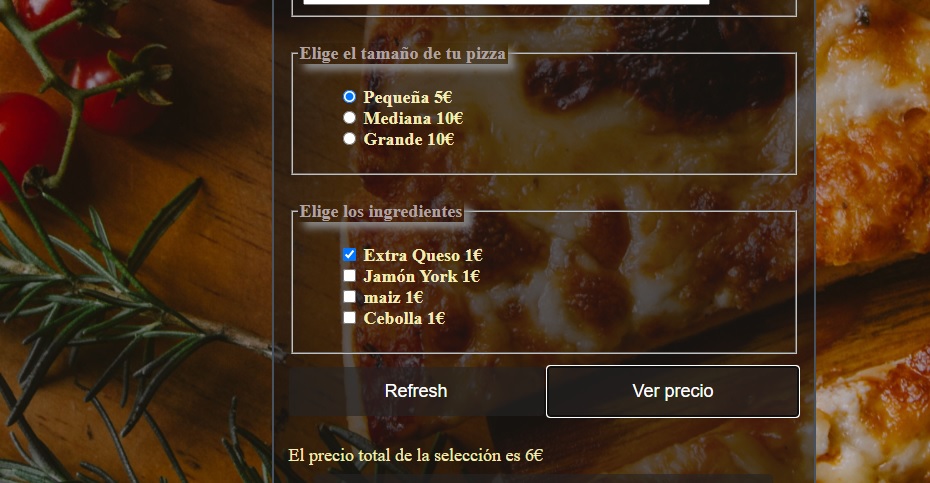 Elige el tamaño de tu pizza
Pequeña 5€
Mediana 10€
Grande 10€
Elige los ingredientes
Extra Queso 1€
Jamón York 1€
maiz 1€
Cebolla 1€
Refresh
Ver precio
El precio total de la selección es 6€